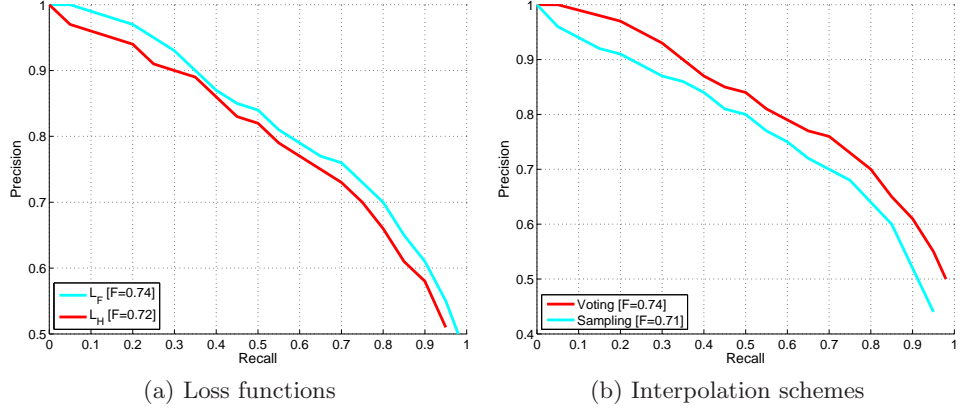 1
0.9
0.8
0.7
0.6
0.5
Precision
0 0.1 0.2 0.3 0.4 0.5 0.6 0.7 0.8 0.9 1
Recall
L_F [F=0.74]
L_H [F=0.72]
(a) Loss functions
1
0.9
0.8
0.7
0.6
0.5
0.4
Precision
0 0.1 0.2 0.3 0.4 0.5 0.6 0.7 0.8 0.9 1
Recall
Voting [F=0.74]
Sampling [F=0.71]
(b) Interpolation schemes